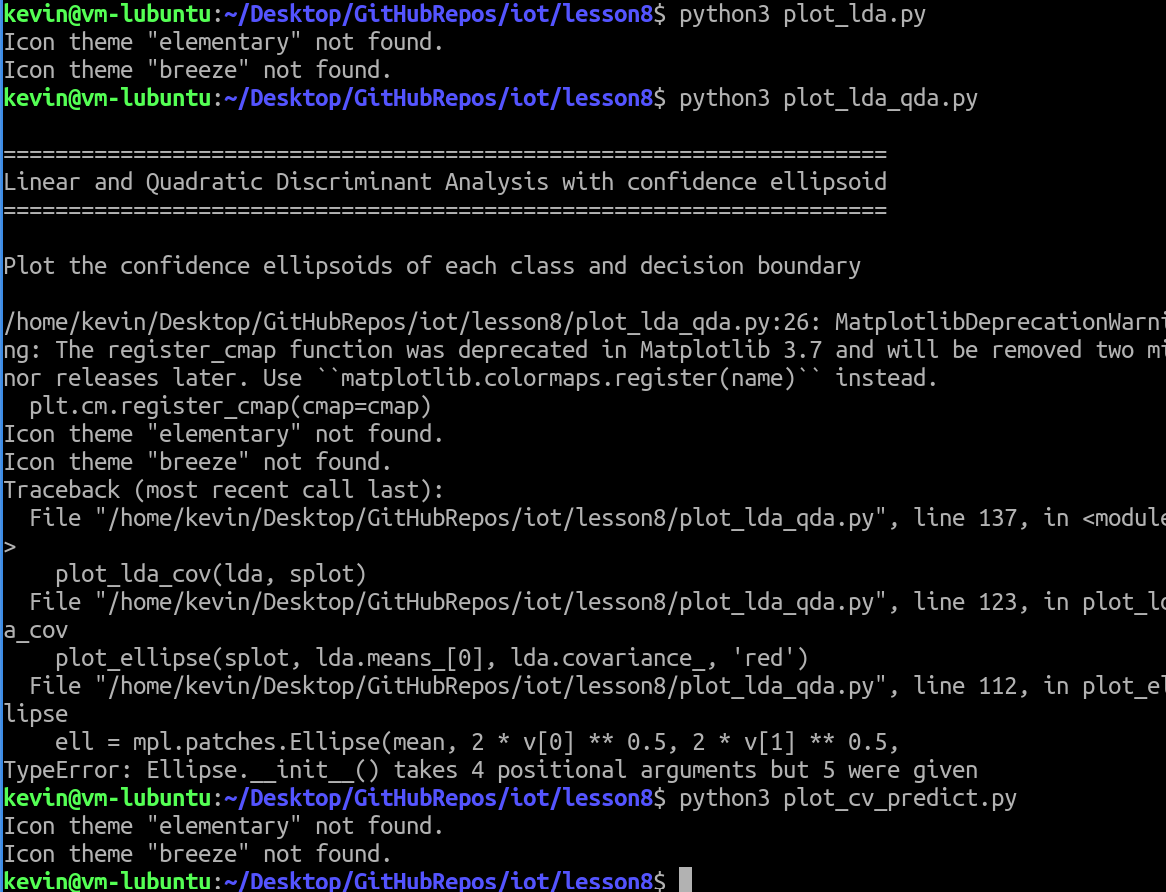 kevin@vm-lubuntu:~/Desktop/GitHubRepos/iot/lesson8$ python3 plot_lda.py
Icon theme "elementary" not found.
Icon theme "breeze" not found.
kevin@vm-lubuntu:~/Desktop/GitHubRepos/iot/lesson8$ python3 plot_lda_qda.py
====================================================================
Linear and Quadratic Discriminant Analysis with confidence ellipsoid
====================================================================
Plot the confidence ellipsoids of each class and decision boundary
/home/kevin/Desktop/GitHubRepos/iot/lesson8/plot_lda_qda.py:26: MatplotlibDeprecationWarni
ng: The register_cmap function was deprecated in Matplotlib 3.7 and will be removed two mi
nor releases later. Use ``matplotlib.colormaps.register(name)`` instead.
  plt.cm.register_cmap(cmap=cmap)
Icon theme "elementary" not found.
Icon theme "breeze" not found.
Traceback (most recent call last):
  File "/home/kevin/Desktop/GitHubRepos/iot/lesson8/plot_lda_qda.py", line 137, in <module
>
    plot_lda_cov(lda, splot)
  File "/home/kevin/Desktop/GitHubRepos/iot/lesson8/plot_lda_qda.py", line 123, in plot_ld
a_cov
    plot_ellipse(splot, lda.means_[0], lda.covariance_, 'red')
  File "/home/kevin/Desktop/GitHubRepos/iot/lesson8/plot_lda_qda.py", line 112, in plot_el
lipse
    ell = mpl.patches.Ellipse(mean, 2 * v[0] ** 0.5, 2 * v[1] ** 0.5,
TypeError: Ellipse.__init__() takes 4 positional arguments but 5 were given
kevin@vm-lubuntu:~/Desktop/GitHubRepos/iot/lesson8$ python3 plot_cv_predict.py
Icon theme "elementary" not found.
Icon theme "breeze" not found.
kevin@vm-lubuntu:~/Desktop/GitHubRepos/iot/lesson8$